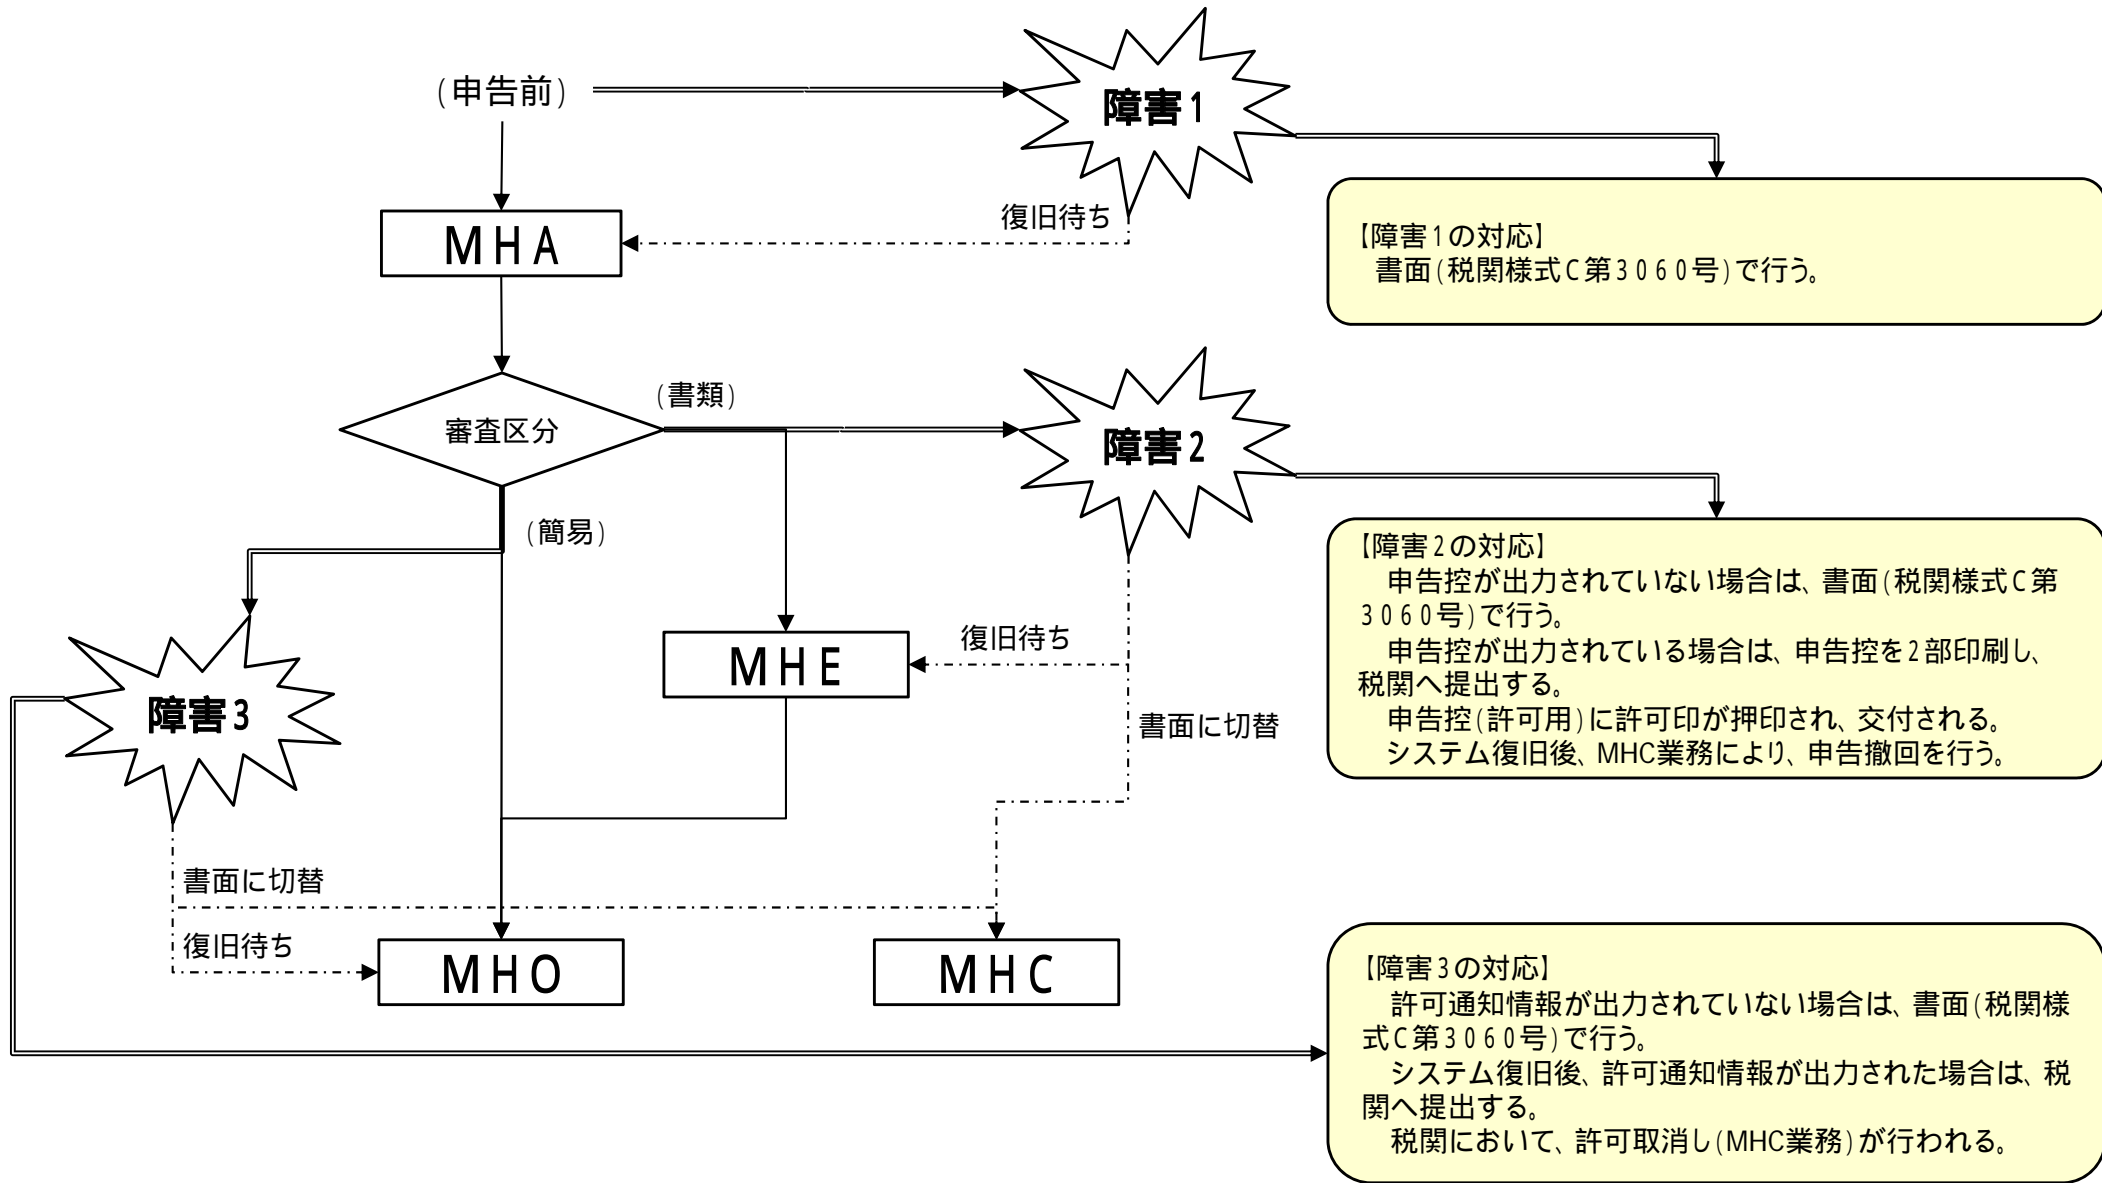 (申告前)
障害1
復旧待ち
MHA
【障害1の対応】
書面(税関様式C第3060号)で行う。
審査区分
(書類)
障害2
(簡易)
【障害2の対応】
申告控が出力されていない場合は、書面(税関様式C第
3060号)で行う。
申告控が出力されている場合は、申告控を2部印刷し、
税関へ提出する。
申告控(許可用)に許可印が押印され、交付される。
システム復旧後、MHC業務により、申告撤回を行う。
復旧待ち
MHE
障害3
書面に切替
書面に切替
復旧待ち
MHO
MHC
【障害3の対応】
許可通知情報が出力されていない場合は、書面(税関様
式C第3060号)で行う。
システム復旧後、許可通知情報が出力された場合は、税
関へ提出する。
税関において、許可取消し(MHC業務)が行われる。